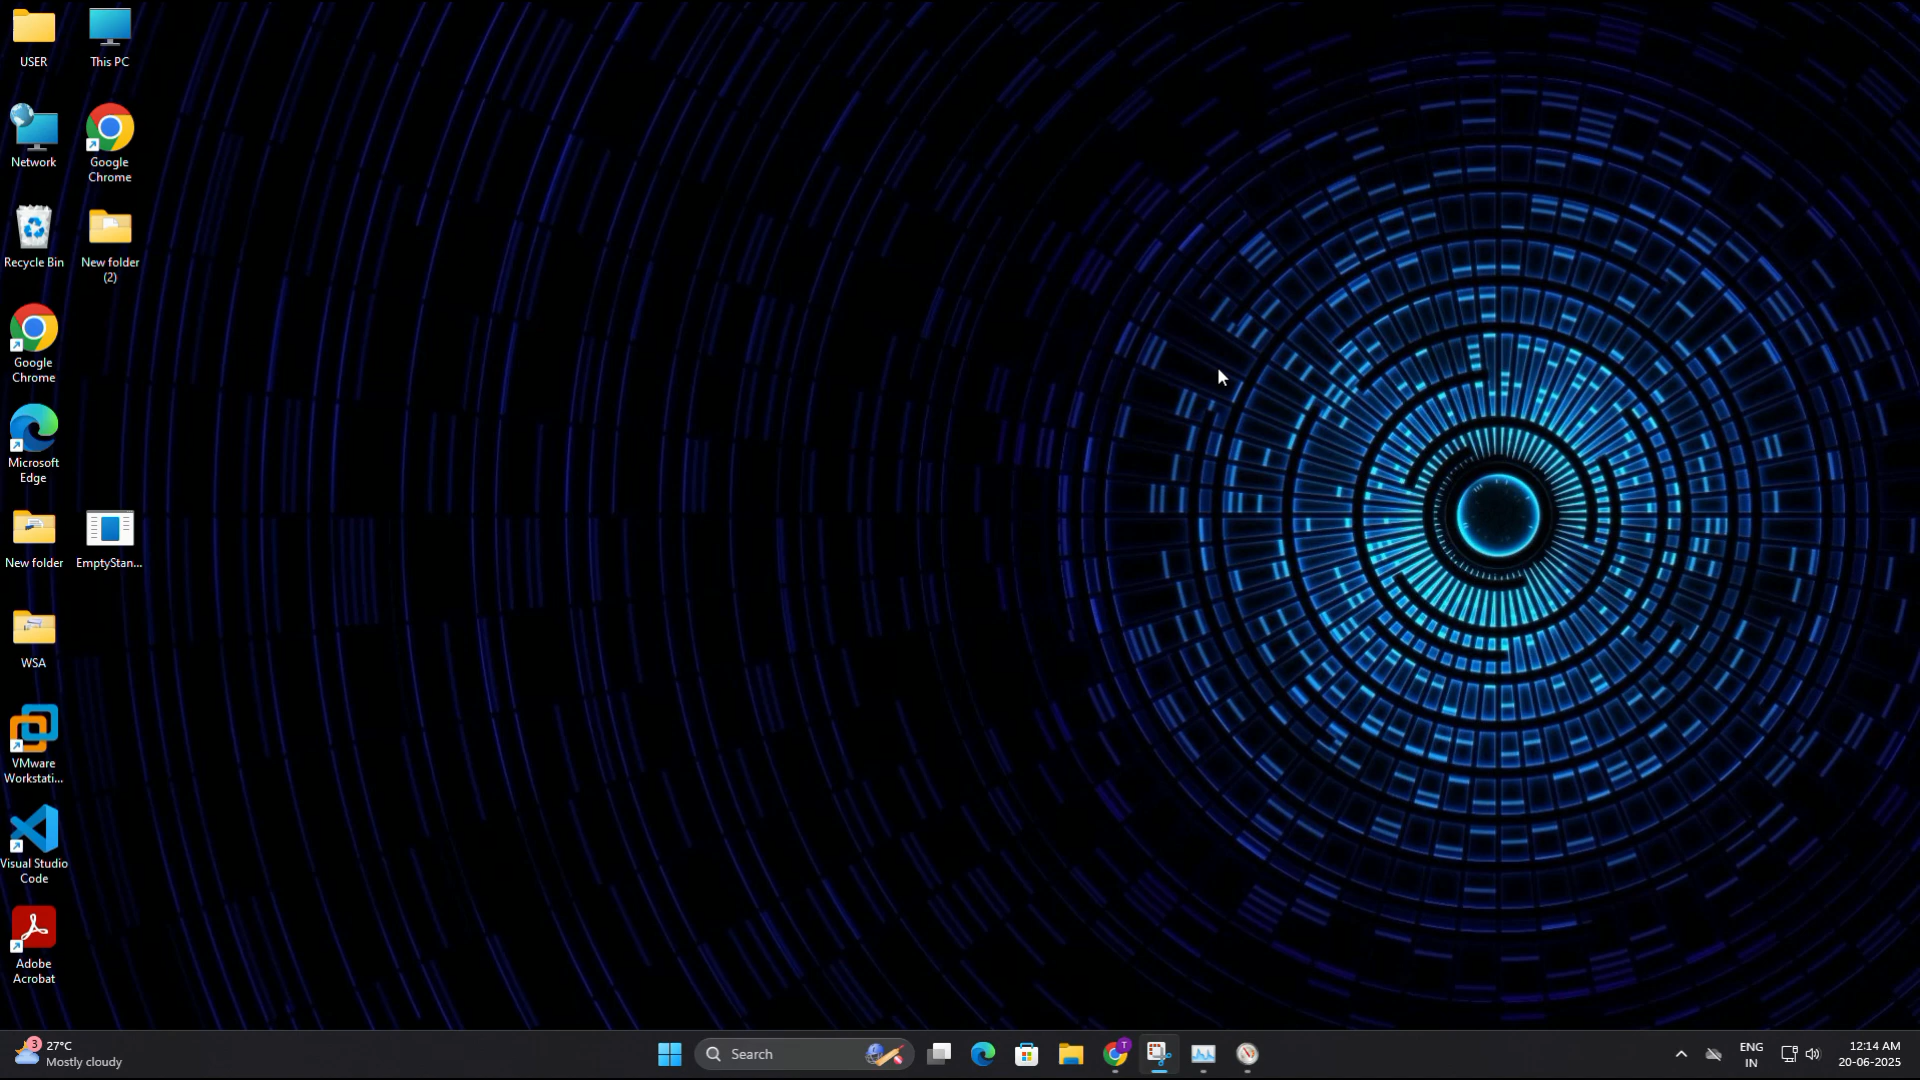 USER
This PC
Network
Google
Chrome
Recycle Bin
New folder
(2)
Google
Chrome
Microsoft
Edge
New folder
EmptyStan...
WSA
VMware
Workstati...
Visual Studio
Code
Adobe
Acrobat
3
27°C
Mostly cloudy
Search
T
ENG
IN
12:14 AM
20-06-2025